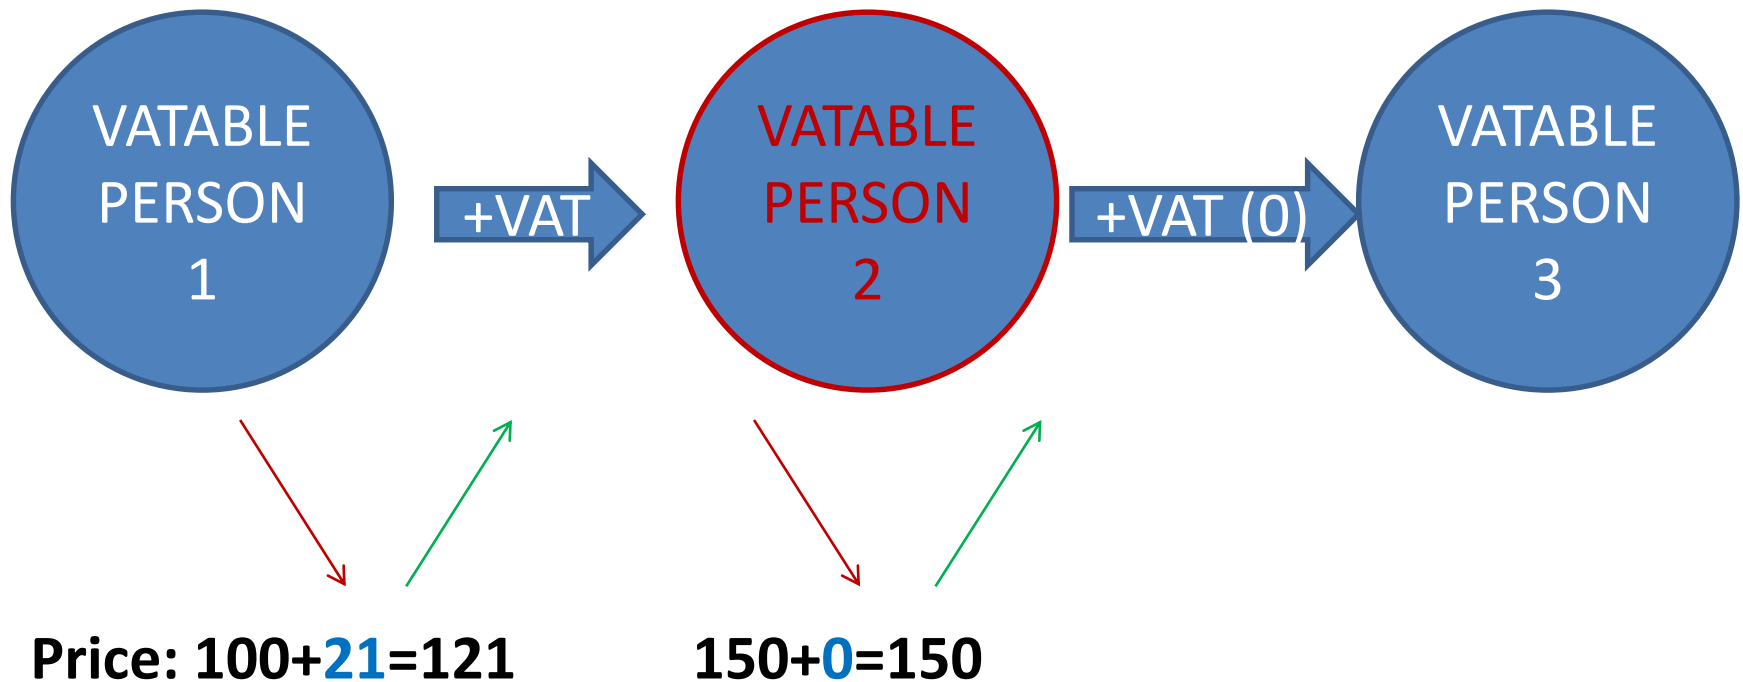 VATABLE
PERSON
1
+VAT
VATABLE
PERSON
2
+VAT (0)
VATABLE
PERSON
3
Price: 100+21=121
150+0=150